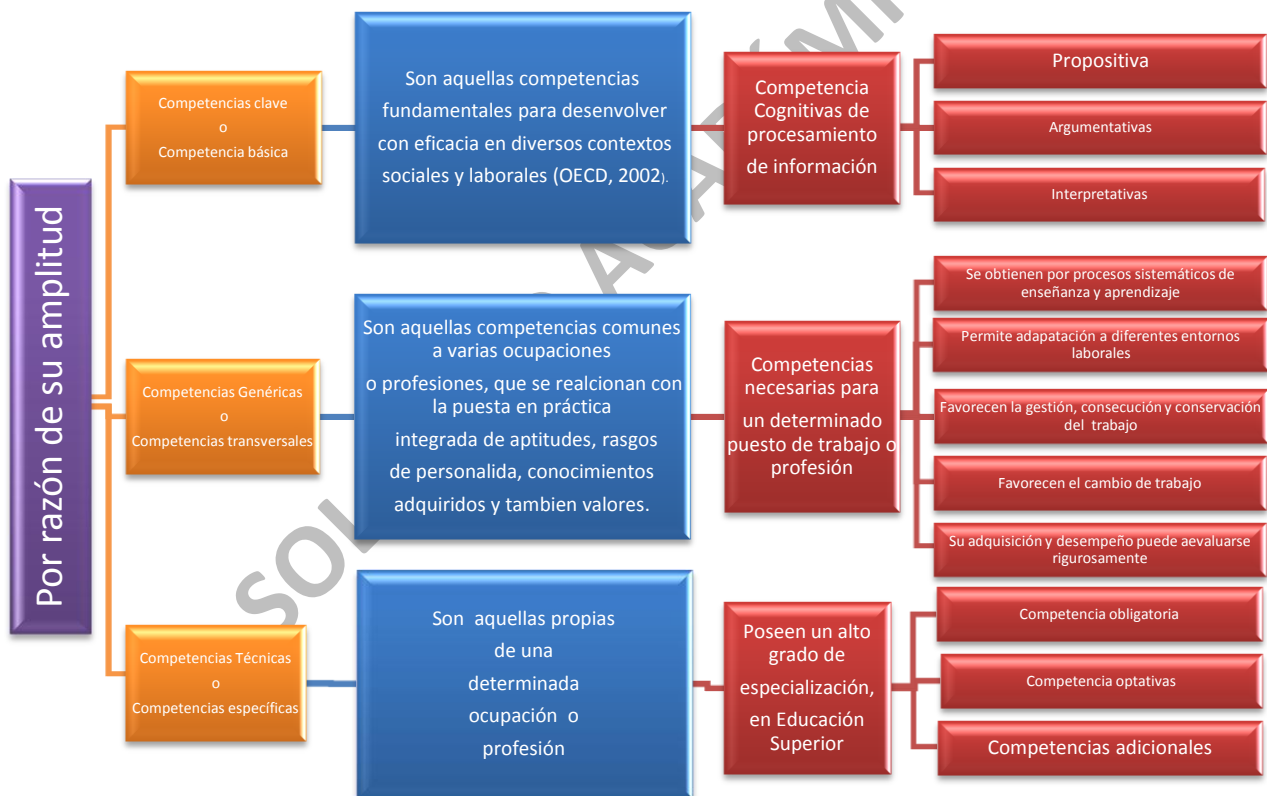 Por razón de su amplitud
Competencias clave
o
Competencia básica
Son aquellas competencias
fundamentales para desenvolver
con eficacia en diversos contextos
sociales y laborales (OECD, 2002).
Competencia
Cognitivas de
procesamiento
de información
Propositiva
Argumentativas
Interpretativas
Competencias Genéricas
o
Competencias transversales
Son aquellas competencias comunes
a varias ocupaciones
o profesiones, que se realcionan con
la puesta en práctica
integrada de aptitudes, rasgos
de personalida, conocimientos
adquiridos y tambien valores.
Competencias
necesarias para
un determinado
puesto de trabajo o
profesión
Se obtienen por procesos sistemáticos de
enseñanza y aprendizaje
Permite adapatación a diferentes entornos
laborales
Favorecen la gestión, consecución y conservación
del trabajo
Favorecen el cambio de trabajo
Su adquisición y desempeño puede aevaluarse
rigurosamente
Competencias Técnicas
o
Competencias específicas
Son aquellas propias
de una
determinada
ocupación o
profesión
Poseen un alto
grado de
especialización,
en Educación
Superior
Competencia obligatoria
Competencia optativas
Competencias adicionales